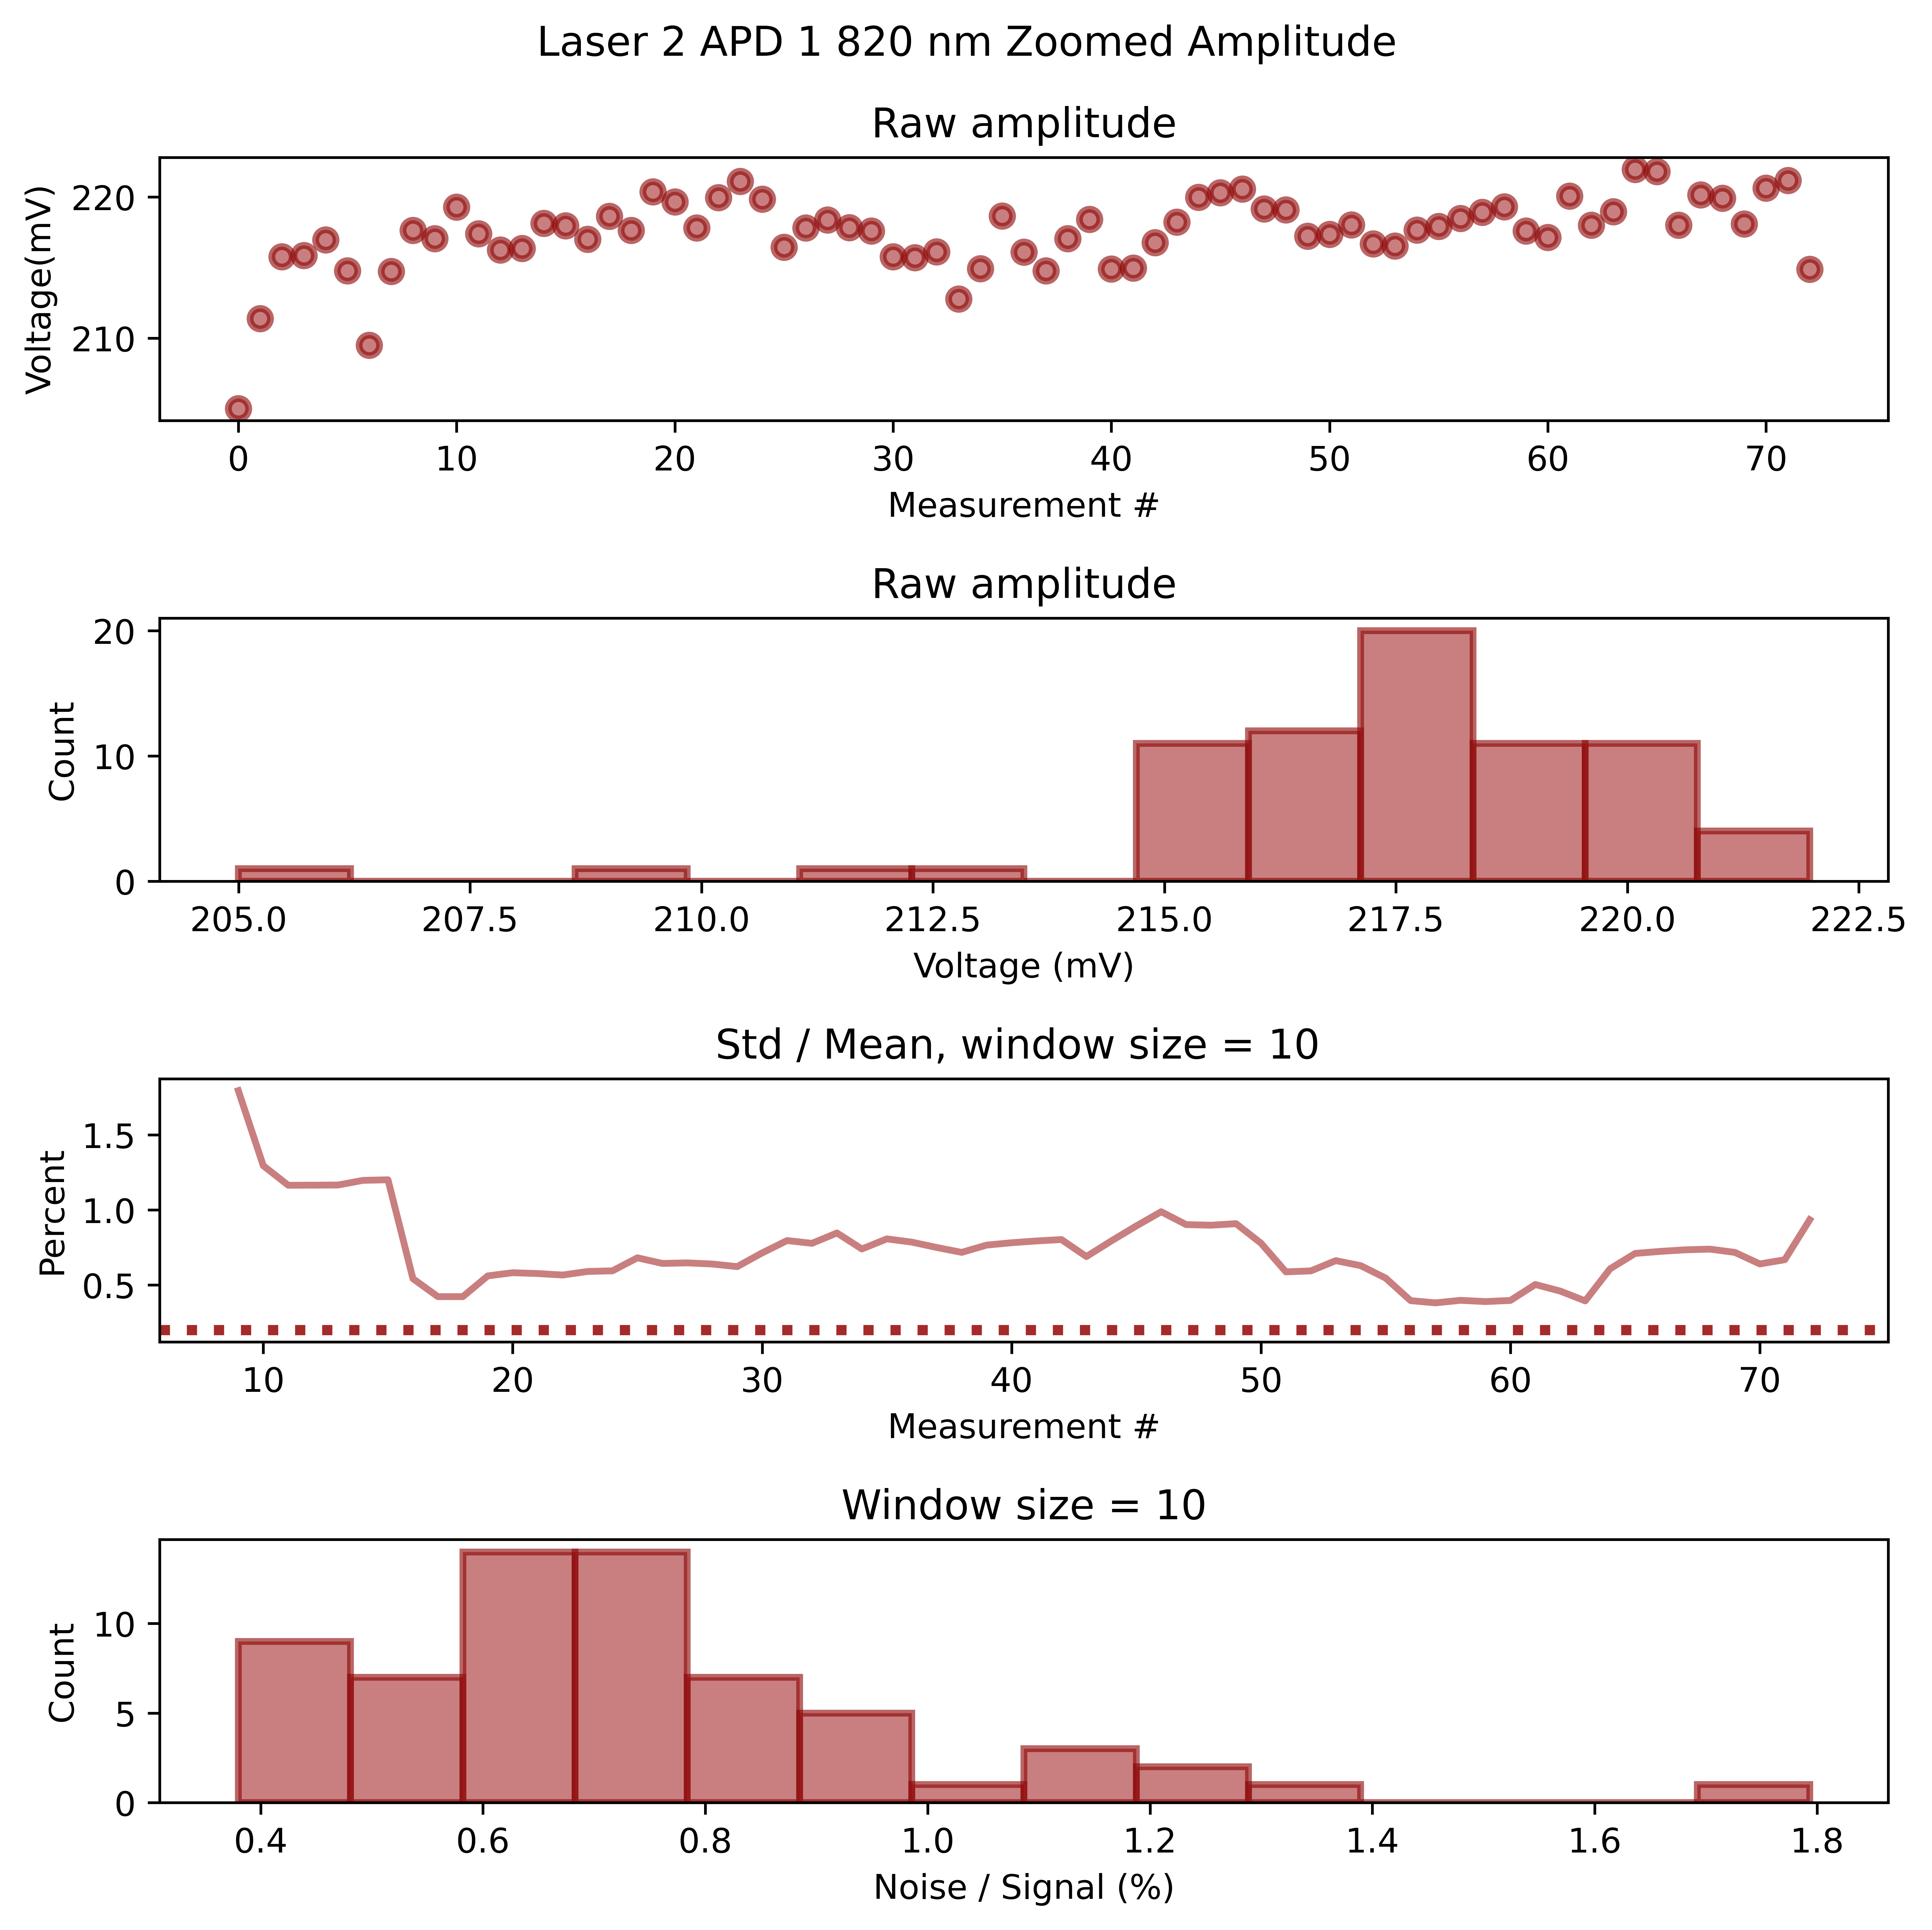 Laser 2 APD 1 820 nm Zoomed Amplitude
Raw amplitude
Voltage(mV)
220
210
0 10 20 30 40 50 60 70
Measurement #
Raw amplitude
Count
20
10
0
205.0 207.5 210.0 212.5 215.0 217.5 220.0 222.5
Voltage (mV)
Std / Mean, window size = 10
Percent
1.5
1.0
0.5
10 20 30 40 50 60 70
Measurement #
Window size = 10
Count
10
5
0
0.4 0.6 0.8 1.0 1.2 1.4 1.6 1.8
Noise / Signal (%)